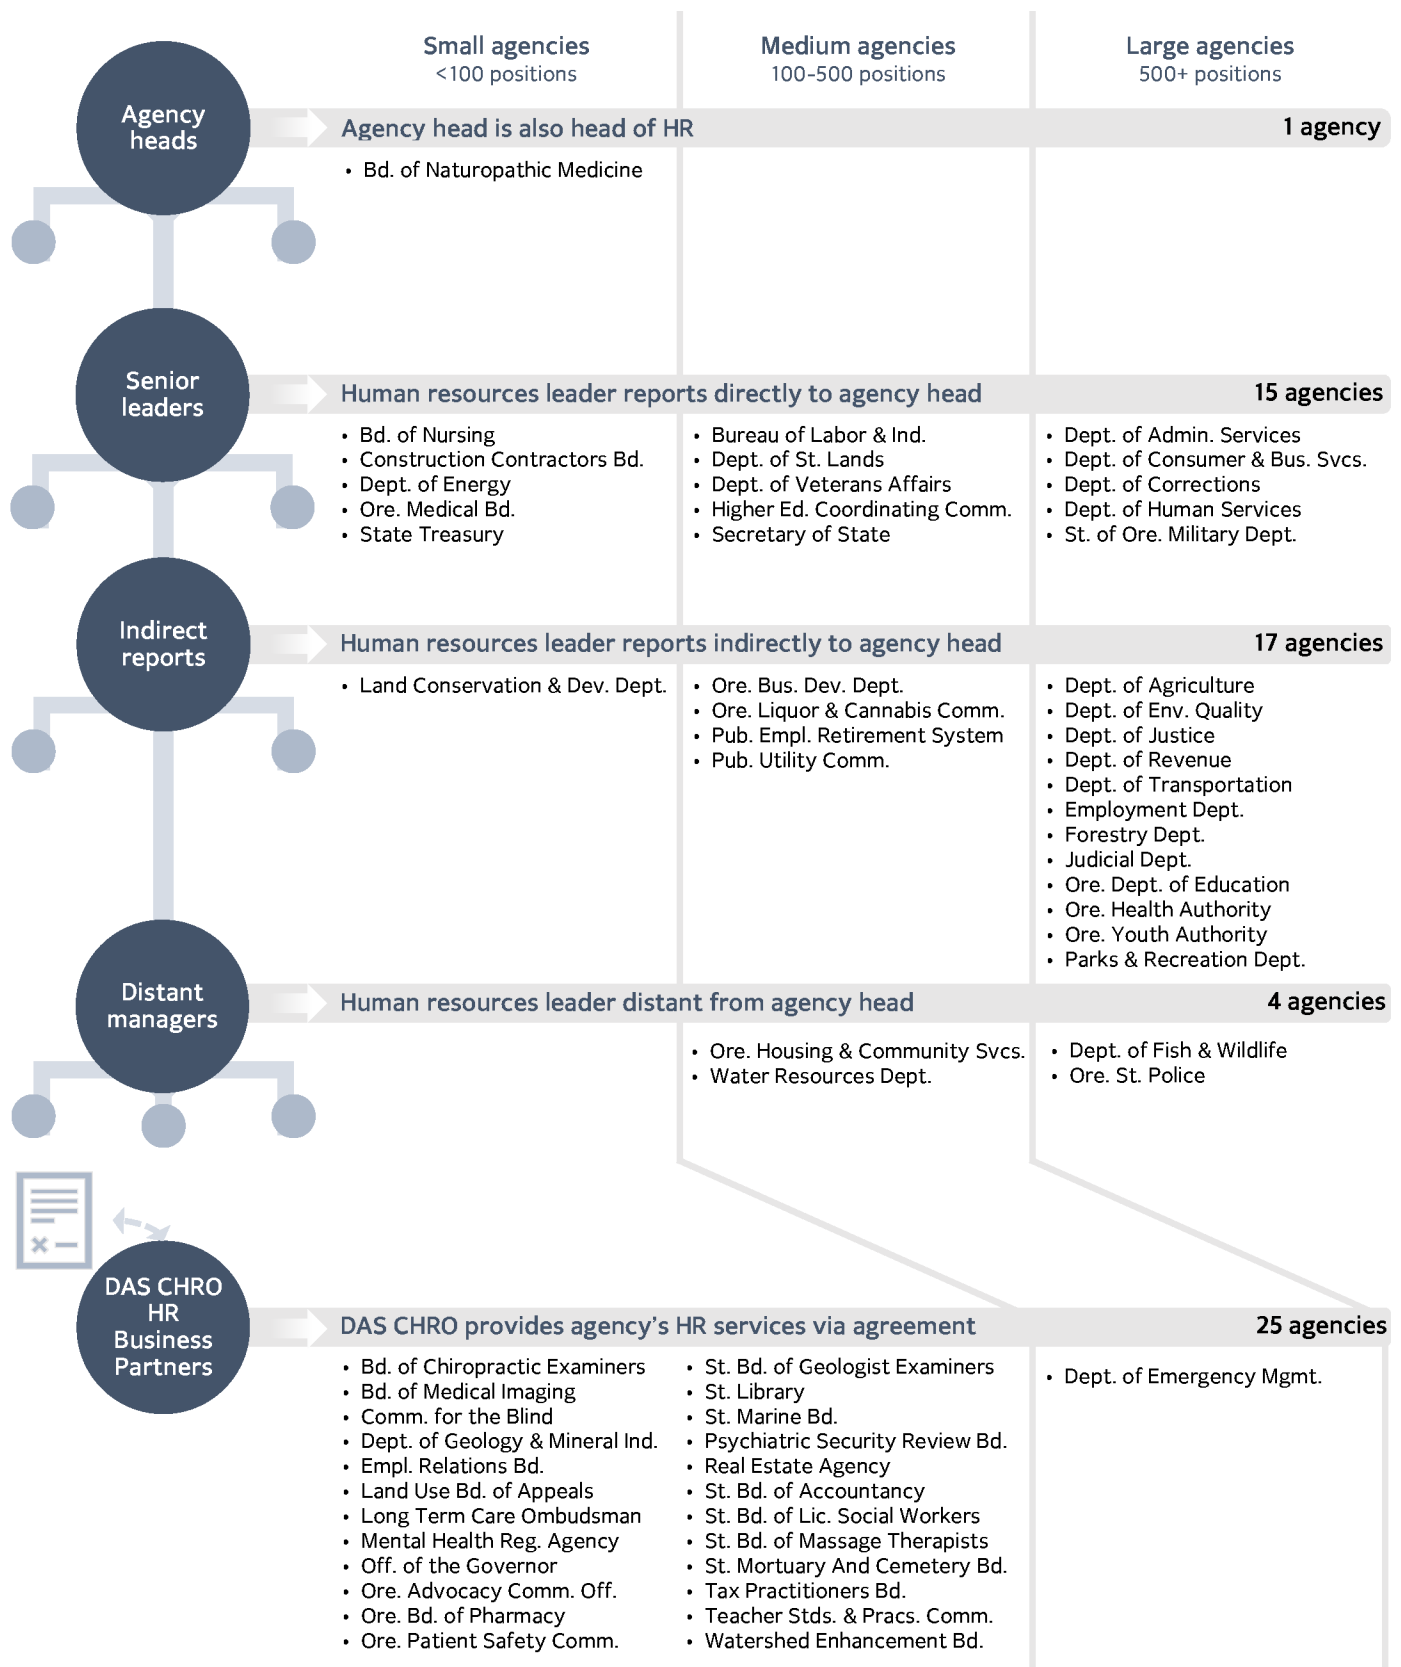 Small agencies
<100 positions
Medium agencies
100-500 positions
Large agencies
500+ positions
Agency
heads
Agency head is also head of HR
1 agency
• Bd. of Naturopathic Medicine
Senior
leaders
Human resources leader reports directly to agency head
15 agencies
• Bd. of Nursing
• Construction Contractors Bd.
• Dept. of Energy
• Ore. Medical Bd.
• State Treasury
• Bureau of Labor & Ind.
• Dept. of St. Lands
• Dept. of Veterans Affairs
• Higher Ed. Coordinating Comm.
• Secretary of State
• Dept. of Admin. Services
• Dept. of Consumer & Bus. Svcs.
• Dept. of Corrections
• Dept. of Human Services
• St. of Ore. Military Dept.
Indirect
reports
Human resources leader reports indirectly to agency head
17 agencies
• Land Conservation & Dev. Dept.
• Ore. Bus. Dev. Dept.
• Ore. Liquor & Cannabis Comm.
• Pub. Empl. Retirement System
• Pub. Utility Comm.
• Dept. of Agriculture
• Dept. of Env. Quality
• Dept. of Justice
• Dept. of Revenue
• Dept. of Transportation
• Employment Dept.
• Forestry Dept.
• Judicial Dept.
• Ore. Dept. of Education
• Ore. Health Authority
• Ore. Youth Authority
• Parks & Recreation Dept.
Distant
managers
Human resources leader distant from agency head
4 agencies
• Ore. Housing & Community Svcs.
• Water Resources Dept.
• Dept. of Fish & Wildlife
• Ore. St. Police
DAS CHRO
HR
Business
Partners
DAS CHRO provides agency's HR services via agreement
25 agencies
• Bd. of Chiropractic Examiners
• Bd. of Medical Imaging
• Comm. for the Blind
• Dept. of Geology & Mineral Ind.
• Empl. Relations Bd.
• Land Use Bd. of Appeals
• Long Term Care Ombudsman
• Mental Health Reg. Agency
• Off. of the Governor
• Ore. Advocacy Comm. Off.
• Ore. Bd. of Pharmacy
• Ore. Patient Safety Comm.
• St. Bd. of Geologist Examiners
• St. Library
• St. Marine Bd.
• Psychiatric Security Review Bd.
• Real Estate Agency
• St. Bd. of Accountancy
• St. Bd. of Lic. Social Workers
• St. Bd. of Massage Therapists
• St. Mortuary And Cemetery Bd.
• Tax Practitioners Bd.
• Teacher Stds. & Pracs. Comm.
• Watershed Enhancement Bd.
• Dept. of Emergency Mgmt.